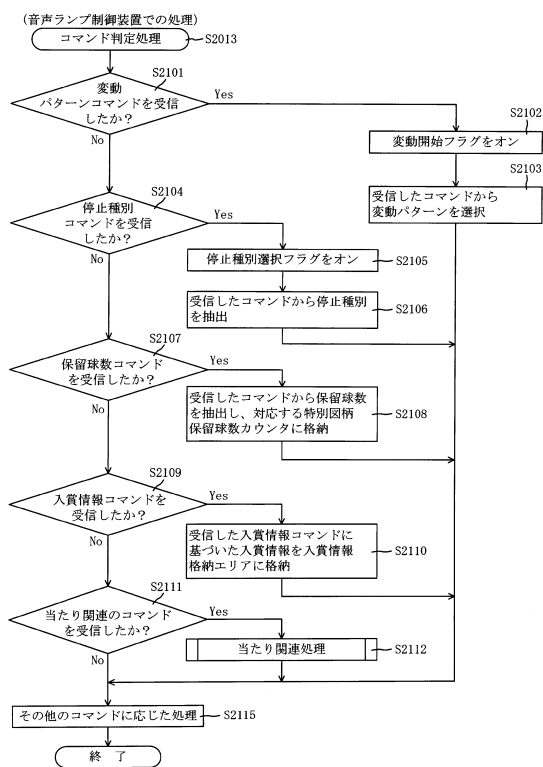 （音声ランプ制御装置での処理）
コマンド判定処理
S2013
S2101
変動
パターンコマンドを受信
したか？
Yes
No
S2102
変動開始フラグをオン
S2103
受信したコマンドから
変動パターンを選択
S2104
停止種別
コマンドを受信
したか？
Yes
No
停止種別選択フラグをオン
S2105
受信したコマンドから停止種別
を抽出
S2106
S2107
保留球数コマンド
を受信したか？
Yes
No
受信したコマンドから保留球数
を抽出し、対応する特別図柄
保留球数カウンタに格納
S2108
S2109
入賞情報コマンドを
受信したか？
Yes
No
受信した入賞情報コマンドに
基づいた入賞情報を入賞情報
格納エリアに格納
S2110
S2111
当たり関連のコマンド
を受信したか？
Yes
No
当たり関連処理
S2112
その他のコマンドに応じた処理
S2115
終　了